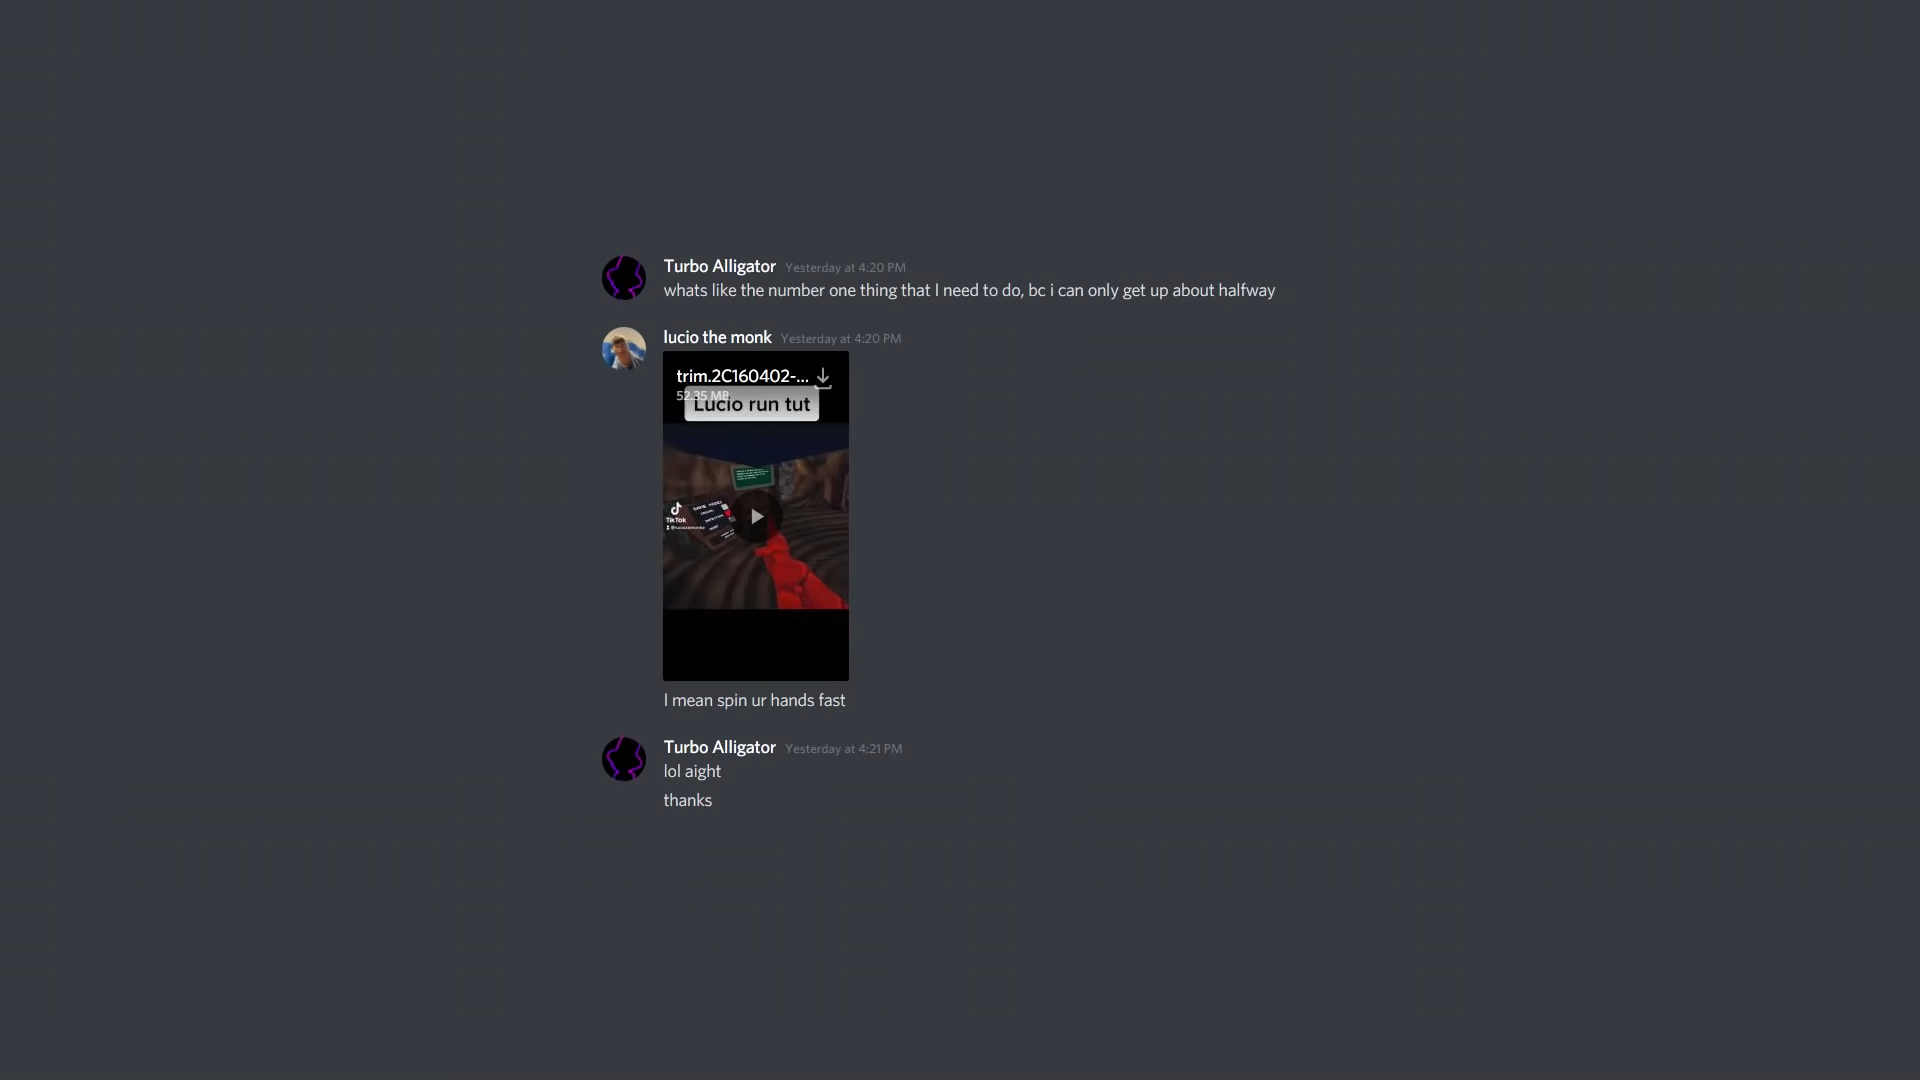 Turbo Alligator Yesterday at 4:20 PM
whats like the number one thing that I need to do, bc i can only get up about halfway
lucio the monk Yesterday at 4:20 PM
trim.2C160402-...
52.35 MB
Lucio run tut
TikTok
I mean spin ur hands fast
Turbo Alligator Yesterday at 4:21 PM
lol aight
thanks